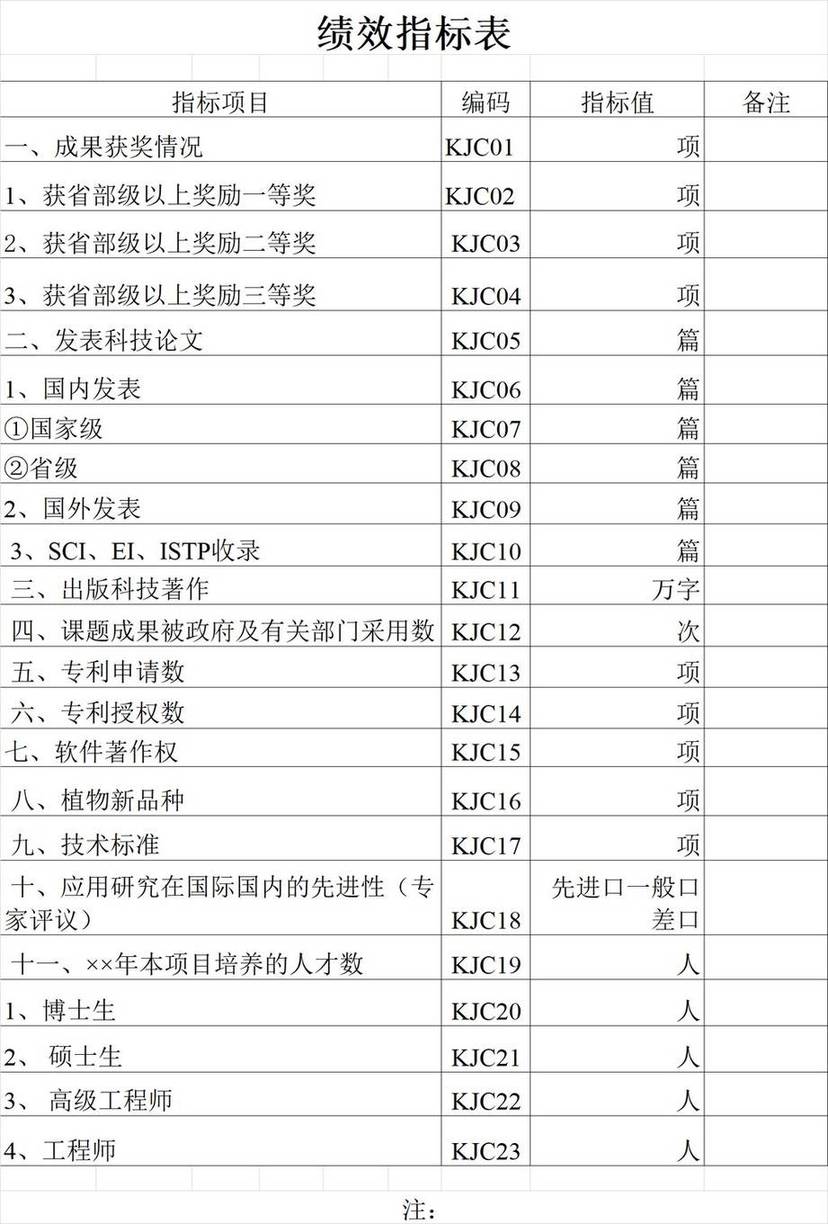 绩效指标表
指标项目 编码 指标值 备注
一、成果获奖情况 KJC01 项
1、获省部级以上奖励一等奖 KJC02 项
2、获省部级以上奖励二等奖 KJC03 项
3、获省部级以上奖励三等奖 KJC04 项
二、发表科技论文 KJC05 篇
1、国内发表 KJC06 篇
①国家级 KJC07 篇
②省级 KJC08 篇
2、国外发表 KJC09 篇
3、SCI、EI、ISTP收录 KJC10 篇
三、出版科技著作 KJC11 万字
四、课题成果被政府及有关部门采用数 KJC12 次
五、专利申请数 KJC13 项
六、专利授权数 KJC14 项
七、软件著作权 KJC15 项
八、植物新品种 KJC16 项
九、技术标准 KJC17 项
十、应用研究在国际国内的先进性（专 先进口一般口
家评议） KJC18 差口
十一、××年本项目培养的人才数 KJC19 人
1、博士生 KJC20 人
2、 硕士生 KJC21 人
3、 高级工程师 KJC22 人
4、工程师 KJC23 人
注：